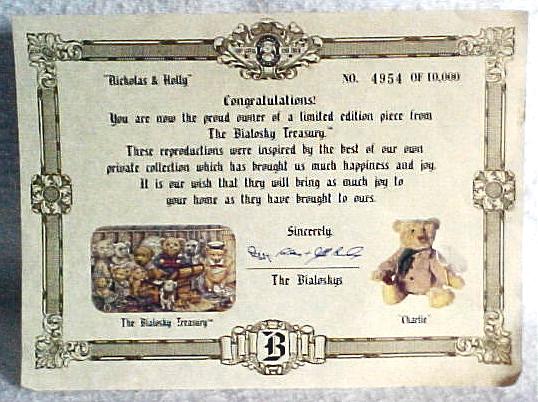 "Nicholas & Holly"
NO. 4954 OF 10,000
Congratulations!
You are now the proud owner of a limited edition piece from
The Bialosky Treasury.™
These reproductions were inspired by the best of our own
private collection which has brought us much happiness and joy.
It is our wish that they will bring as much joy to
your home as they have brought to ours.
Sincerely,
The Bialoskys
The Bialosky Treasury™
"Charlie"
B